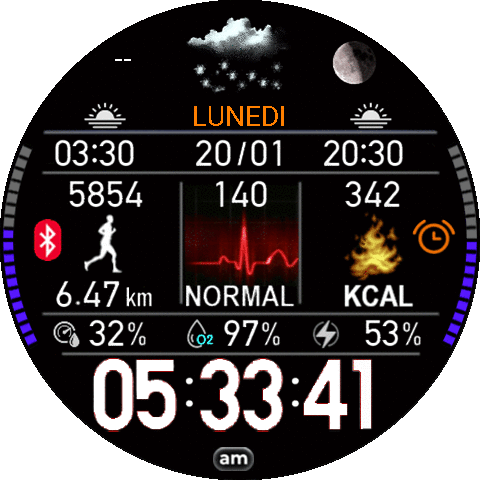 --
LUNEDI
03:30 20/01 20:30
5854 140 342
6.47 km NORMAL KCAL
32% O2 97% 53%
05:33:41
am